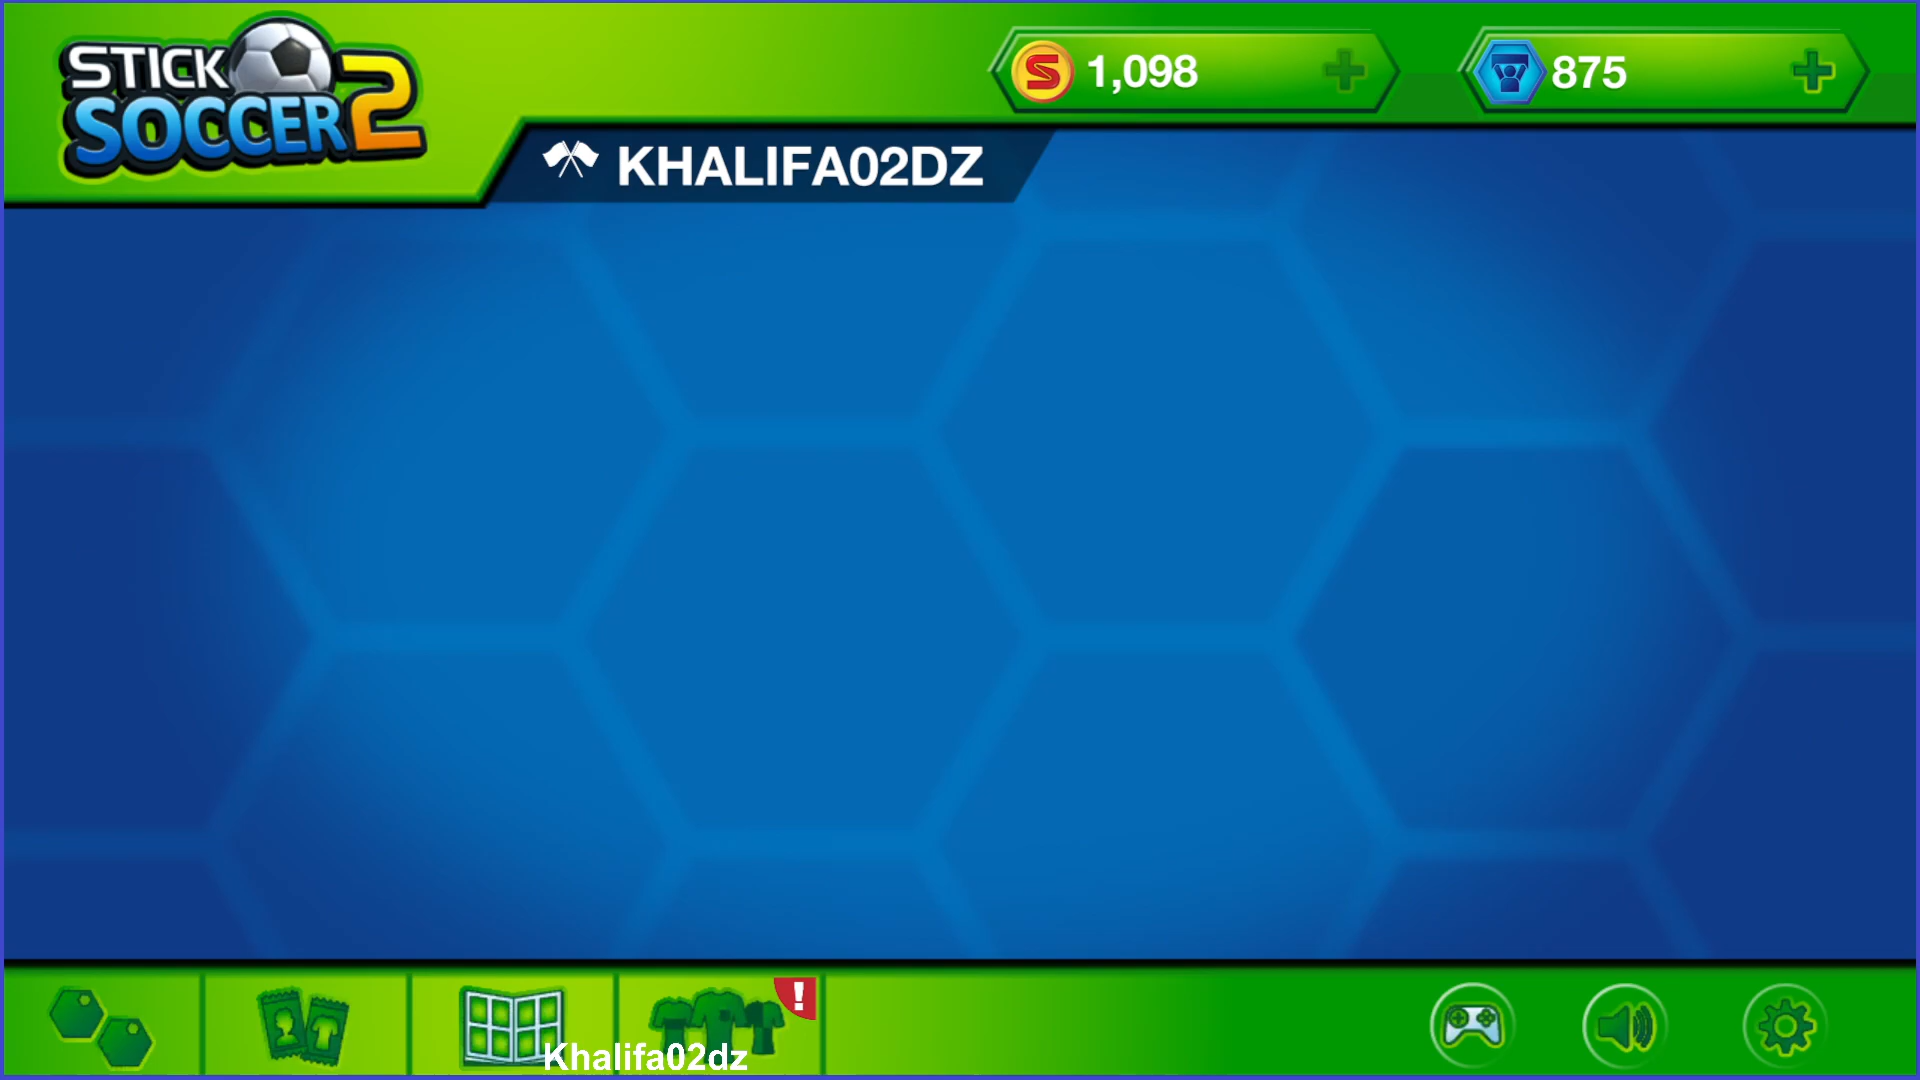 STICK
SOCCER 2
1,098
875
KHALIFA02DZ
!
Khalifa02dz